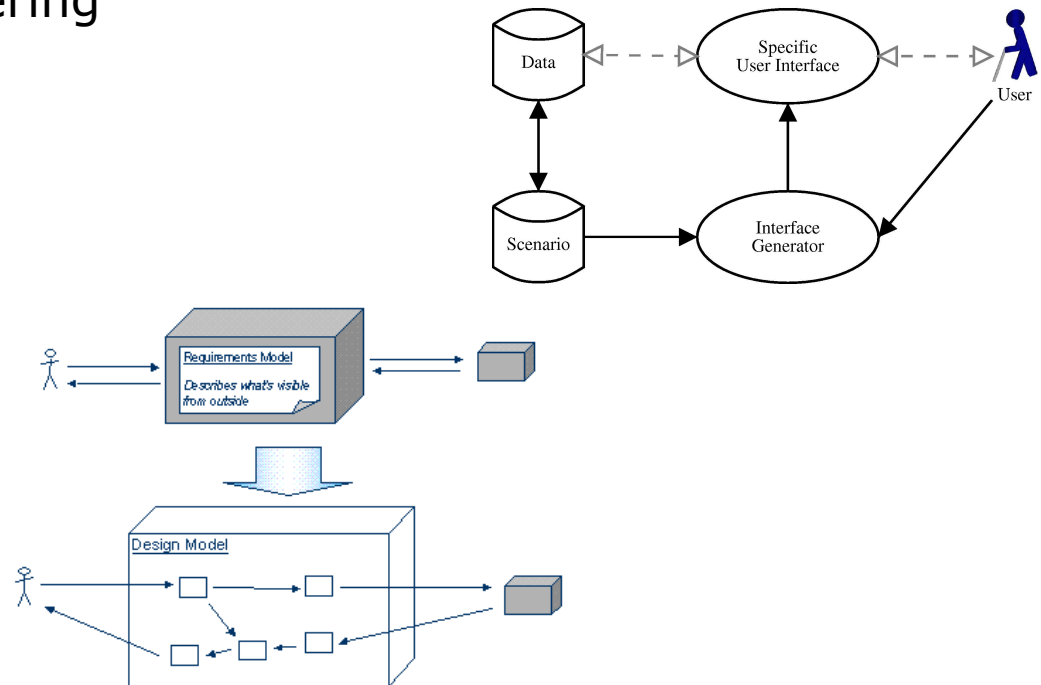 ering
Data
Specific
User Interface
User
Scenario
Interface
Generator
Requirements Model
Describes what's visible
from outside
Design Model